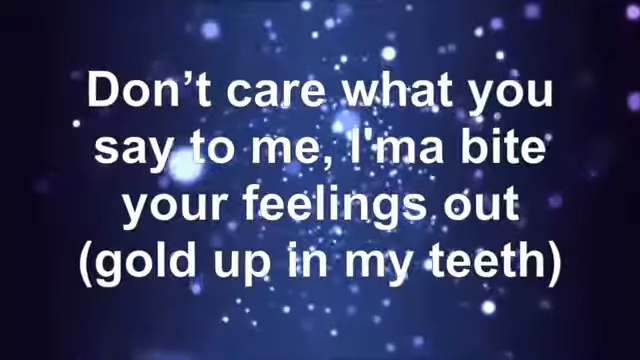 Don’t care what you
say to me, I'ma bite
your feelings out
(gold up in my teeth)